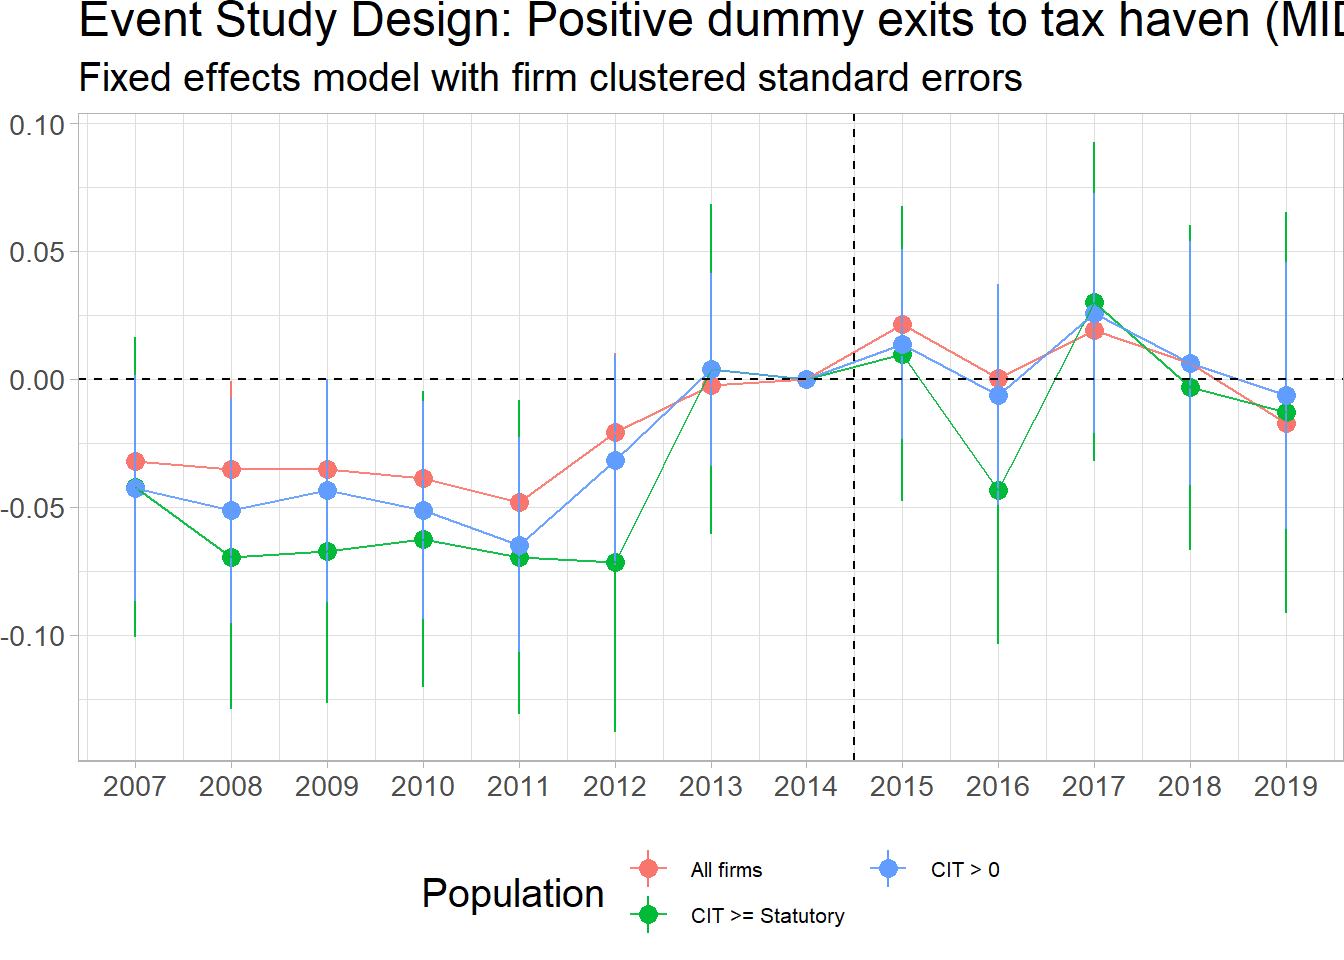 Event Study Design: Positive dummy exits to tax haven (MID
Fixed effects model with firm clustered standard errors
0.10
0.05
0.00
-0.05
-0.10
2007 2008 2009 2010 2011 2012 2013 2014 2015 2016 2017 2018 2019
Population
All firms
CIT > 0
CIT >= Statutory